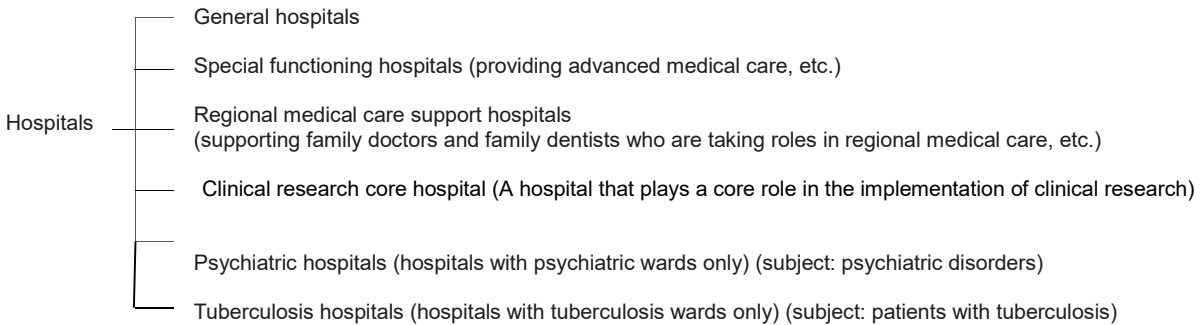 General hospitals
Special functioning hospitals (providing advanced medical care, etc.)
Hospitals
Regional medical care support hospitals
(supporting family doctors and family dentists who are taking roles in regional medical care, etc.)
Clinical research core hospital (A hospital that plays a core role in the implementation of clinical research)
Psychiatric hospitals (hospitals with psychiatric wards only) (subject: psychiatric disorders)
Tuberculosis hospitals (hospitals with tuberculosis wards only) (subject: patients with tuberculosis)